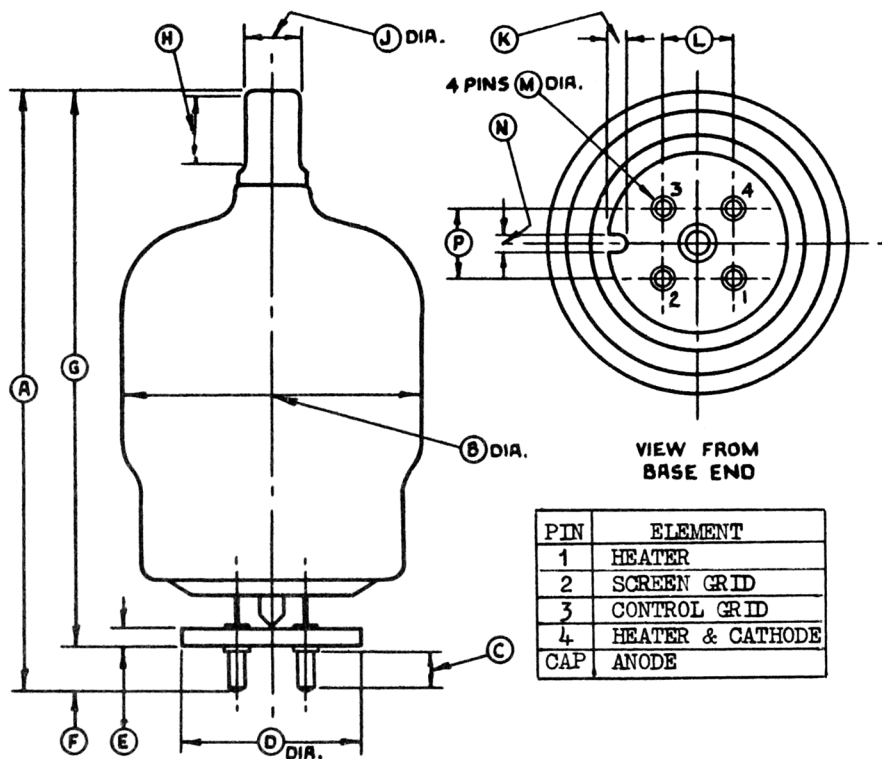 H
J DIA.
K
L
4 PINS M DIA.
N
3
4
P
2
1
G
A
B DIA.
VIEW FROM
BASE END
C
F
E
D DIA.
PIN ELEMENT
1 HEATER
2 SCREEN GRID
3 CONTROL GRID
4 HEATER & CATHODE
CAP ANODE